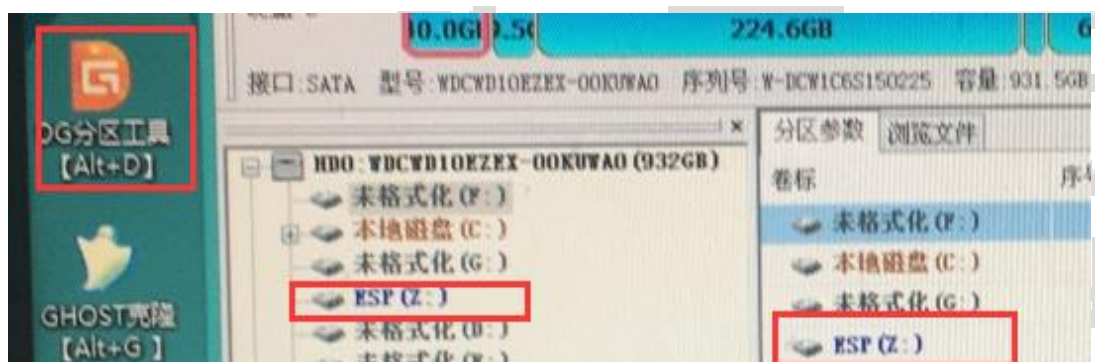 10.0GB
224.6GB
接口:SATA 型号:WDCWD10EZEX-00KUWA0 序列号:W-DCW1C6S150225 容量:931.5GB
DG分区工具
【Alt+D】
HD0:WDCWD10EZEX-00KUWA0(932GB)
未格式化(F:)
本地磁盘(C:)
未格式化(G:)
ESP(Z:)
未格式化(D:)
分区参数 浏览文件
卷标
未格式化(F:)
本地磁盘(C:)
未格式化(G:)
ESP(Z:)
GHOST克隆
【Alt+G】